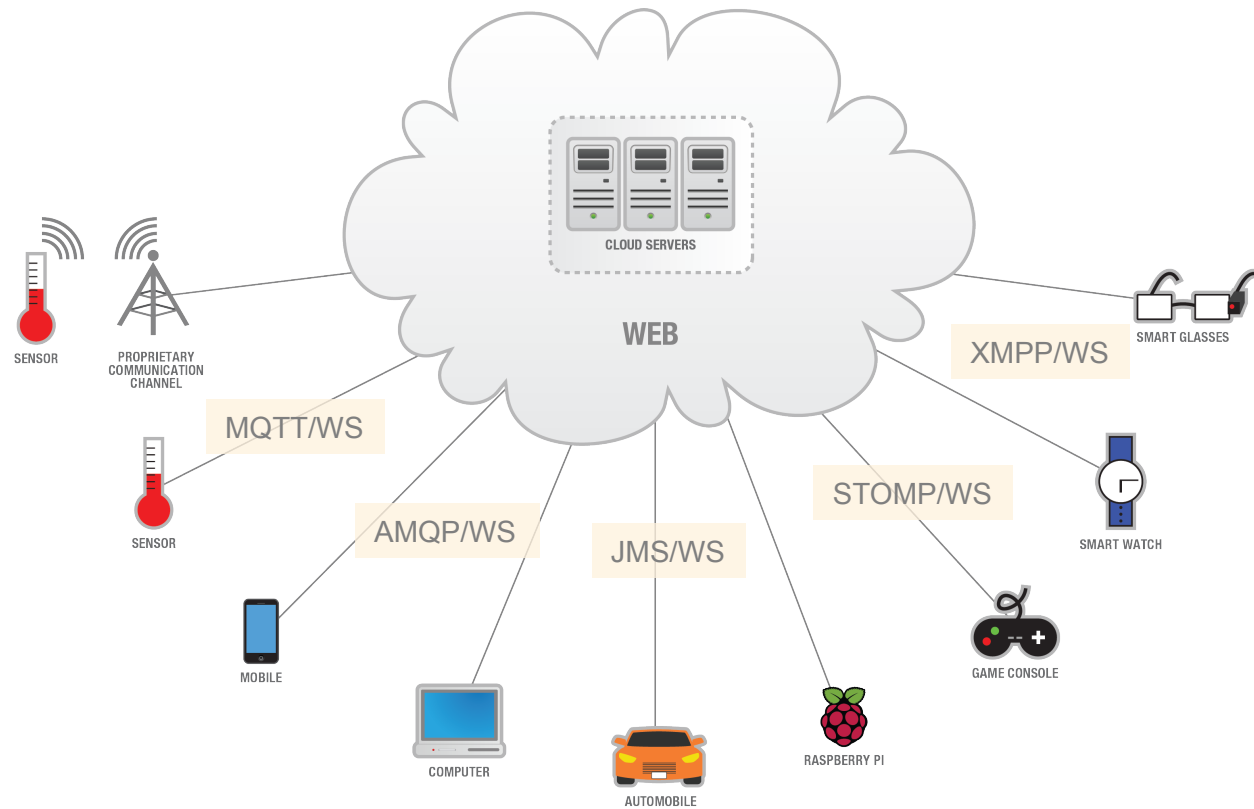 CLOUD SERVERS
WEB
SENSOR
PROPRIETARY
COMMUNICATION
CHANNEL
SMART GLASSES
XMPP/WS
MQTT/WS
STOMP/WS
AMQP/WS
JMS/WS
SENSOR
SMART WATCH
MOBILE
GAME CONSOLE
COMPUTER
RASPBERRY PI
AUTOMOBILE